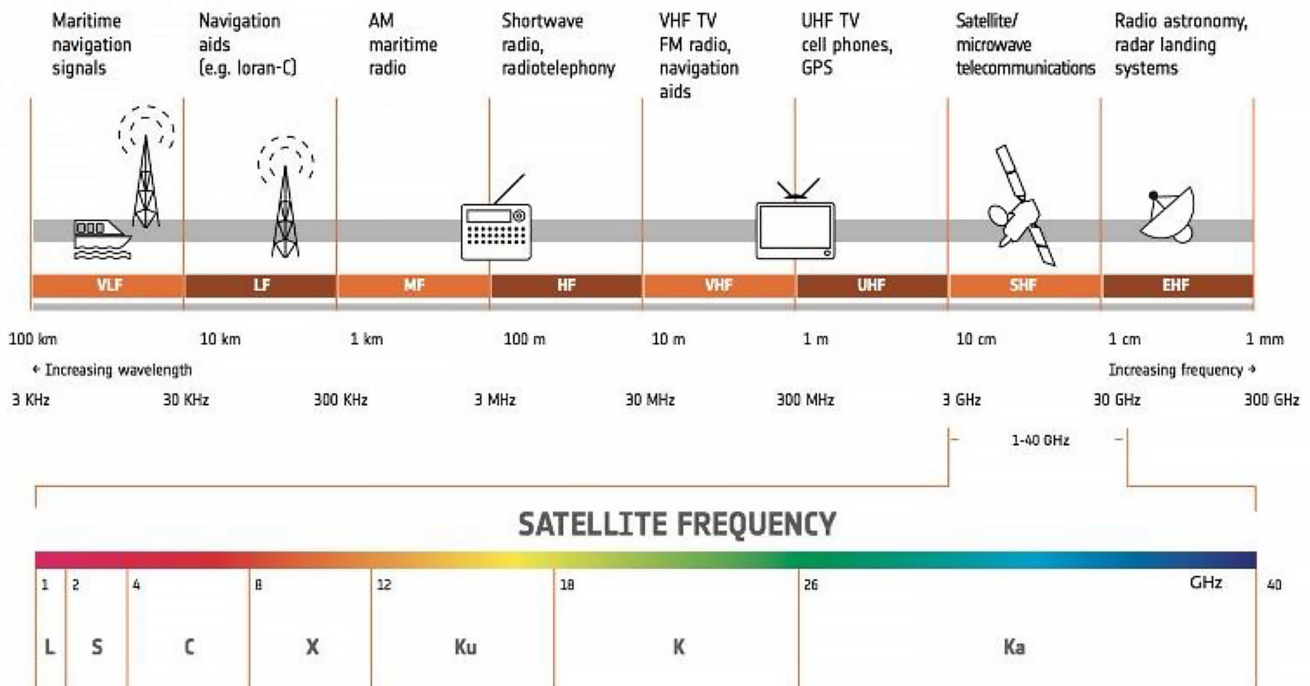 Maritime
navigation
signals
Navigation
aids
(e.g. loran-C)
AM
maritime
radio
Shortwave
radio,
radiotelephony
VHF TV
FM radio,
navigation
aids
UHF TV
cell phones,
GPS
Satellite/
microwave
telecommunications
Radio astronomy,
radar landing
systems
VLF LF MF HF VHF UHF SHF EHF
100 km 10 km 1 km 100 m 10 m 1 m 10 cm 1 cm 1 mm
← Increasing wavelength Increasing frequency →
3 KHz 30 KHz 300 KHz 3 MHz 30 MHz 300 MHz 3 GHz 30 GHz 300 GHz
1-40 GHz
SATELLITE FREQUENCY
1 2 4 8 12 18 26 GHz 40
L S C X Ku K Ka